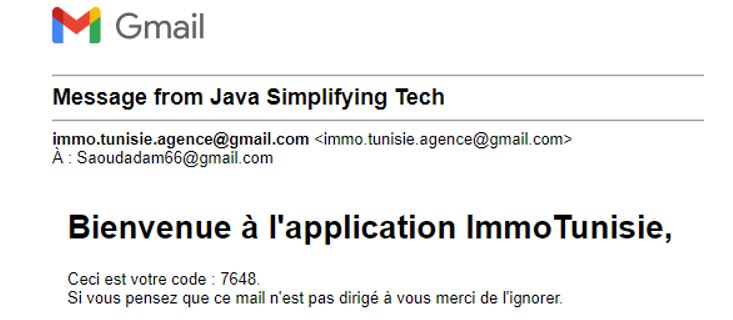 Gmail
Message from Java Simplifying Tech
immo.tunisie.agence@gmail.com <immo.tunisie.agence@gmail.com>
À : Saoudadam66@gmail.com
Bienvenue à l'application ImmoTunisie,
Ceci est votre code : 7648.
Si vous pensez que ce mail n'est pas dirigé à vous merci de l'ignorer.